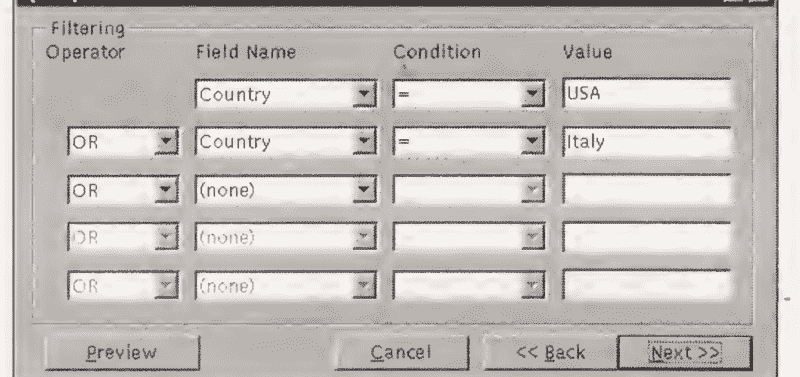 Filtering
Operator Field Name Condition Value
Country = USA
OR Country = Italy
OR (none)
OR (none)
OR (none)
Preview Cancel << Back Next >>